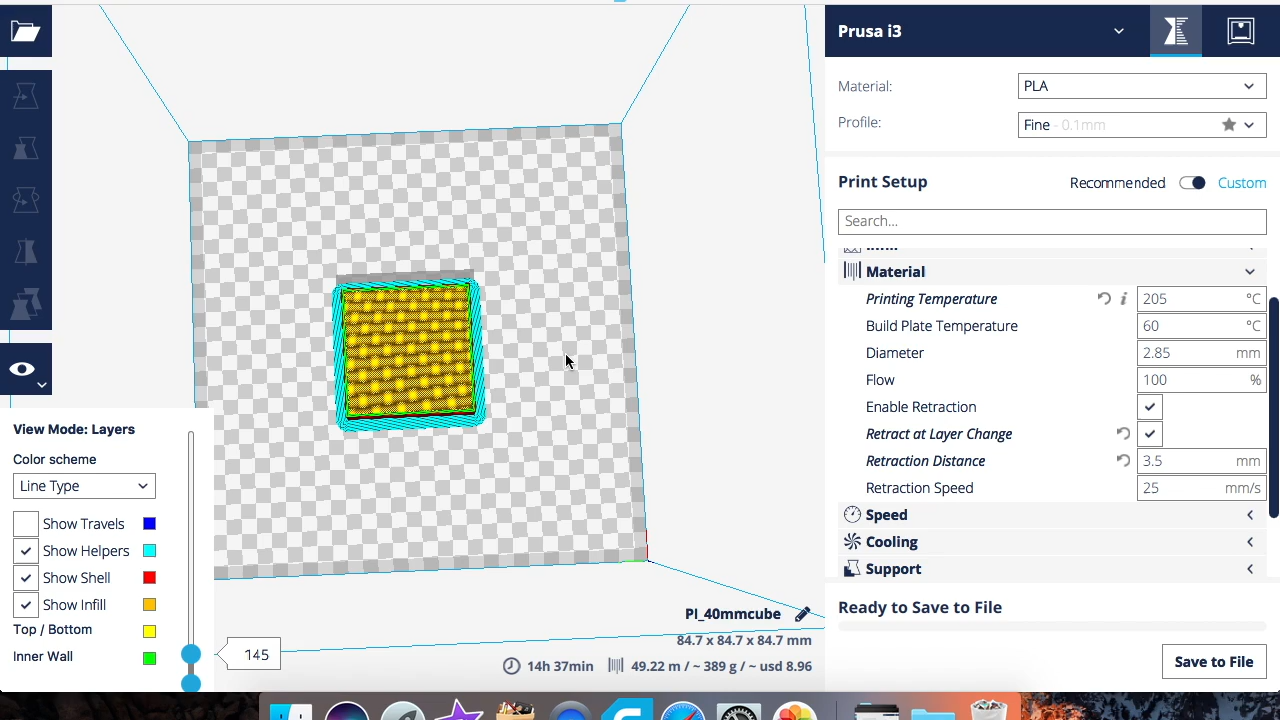 Prusa i3
Material:
PLA
Profile:
Fine - 0.1mm
Print Setup
Recommended
Custom
Search...
Material
Printing Temperature
205 °C
Build Plate Temperature
60 °C
Diameter
2.85 mm
Flow
100 %
Enable Retraction
Retract at Layer Change
Retraction Distance
3.5 mm
Retraction Speed
25 mm/s
Speed
Cooling
Support
Ready to Save to File
Save to File
View Mode: Layers
Color scheme
Line Type
Show Travels
Show Helpers
Show Shell
Show Infill
Top / Bottom
Inner Wall
145
PI_40mmcube
84.7 x 84.7 x 84.7 mm
14h 37min
49.22 m / ~ 389 g / ~ usd 8.96